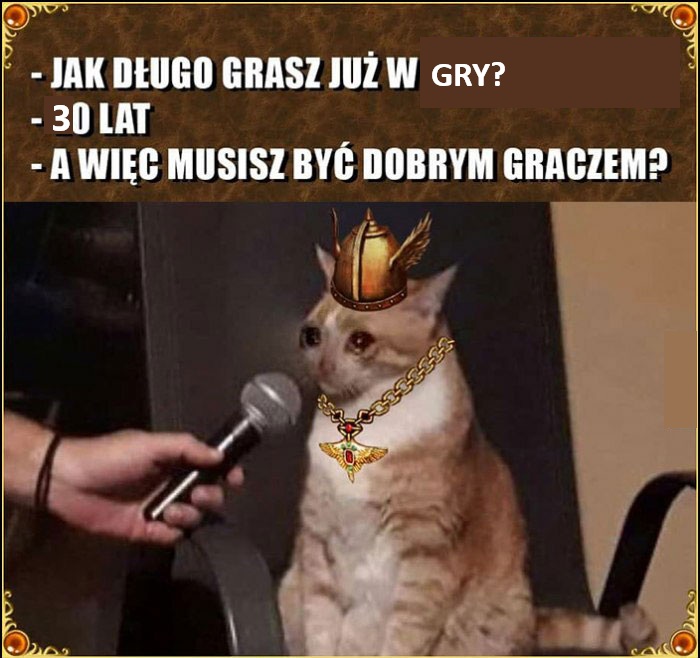 - JAK DŁUGO GRASZ JUŻ W GRY?
- 30 LAT
- A WIĘC MUSISZ BYĆ DOBRYM GRACZEM?